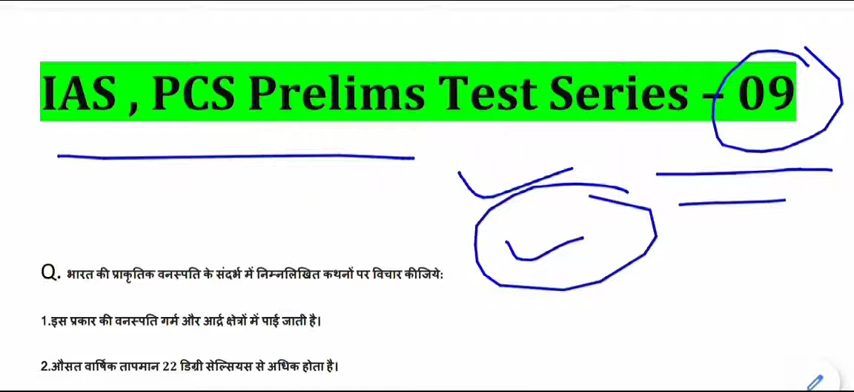 IAS , PCS Prelims Test Series – 09
Q. भारत की प्राकृतिक वनस्पति के संदर्भ में निम्नलिखित कथनों पर विचार कीजिये:
1.इस प्रकार की वनस्पति गर्म और आर्द्र क्षेत्रों में पाई जाती है।
2.औसत वार्षिक तापमान 22 डिग्री सेल्सियस से अधिक होता है।